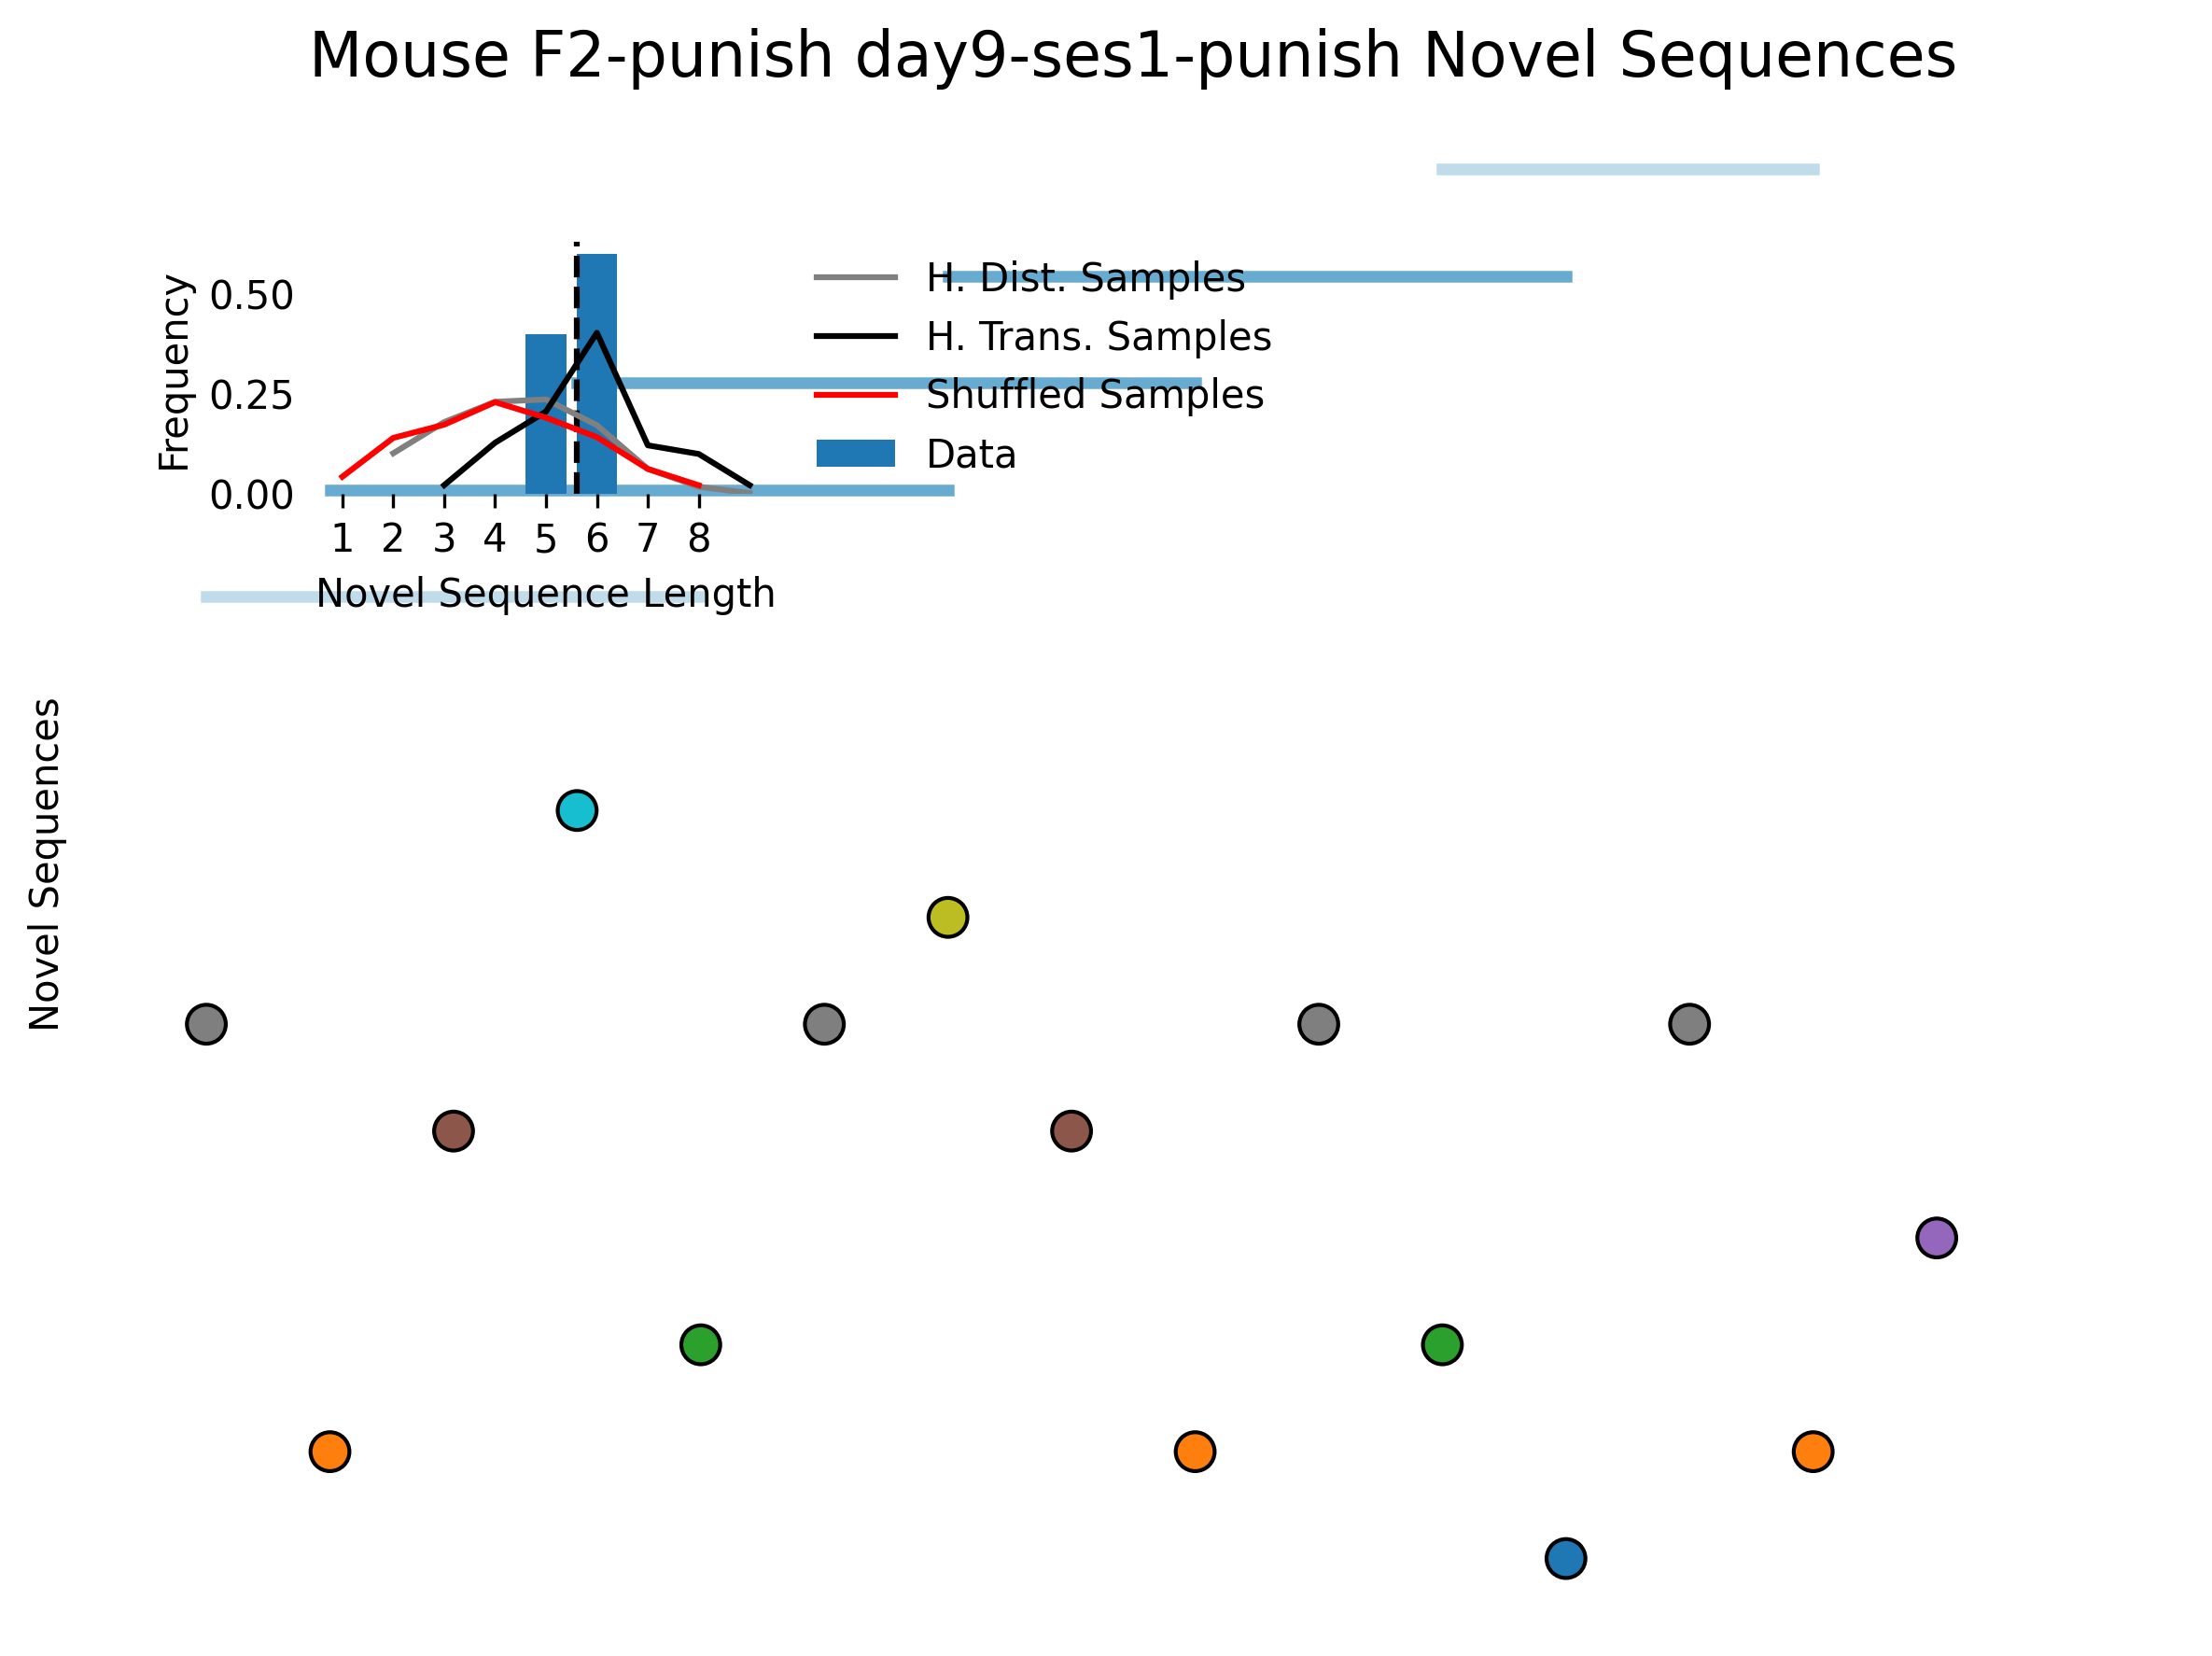 Mouse F2-punish day9-ses1-punish Novel Sequences
Frequency
0.50
0.25
0.00
1 2 3 4 5 6 7 8
Novel Sequence Length
H. Dist. Samples
H. Trans. Samples
Shuffled Samples
Data
Novel Sequences